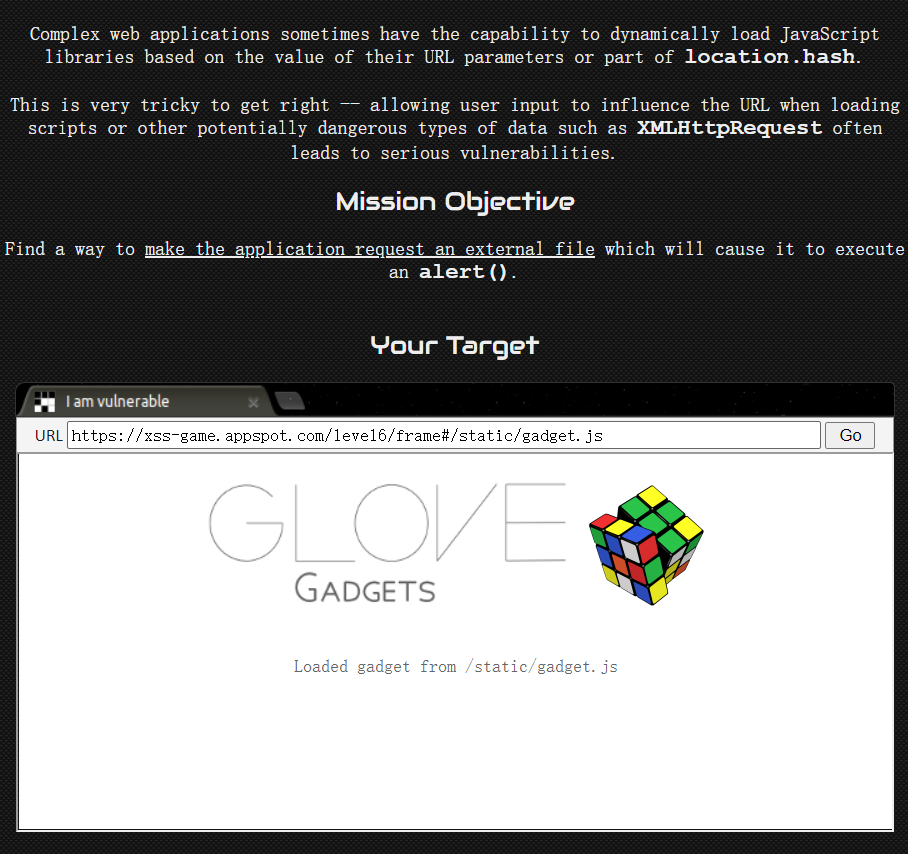 Complex web applications sometimes have the capability to dynamically load JavaScript
libraries based on the value of their URL parameters or part of location.hash.
This is very tricky to get right -- allowing user input to influence the URL when loading
scripts or other potentially dangerous types of data such as XMLHttpRequest often
leads to serious vulnerabilities.
Mission Objective
Find a way to make the application request an external file which will cause it to execute
an alert().
Your Target
I am vulnerable
URL https://xss-game.appspot.com/level6/frame#/static/gadget.js Go
GLOVE
GADGETS
Loaded gadget from /static/gadget.js